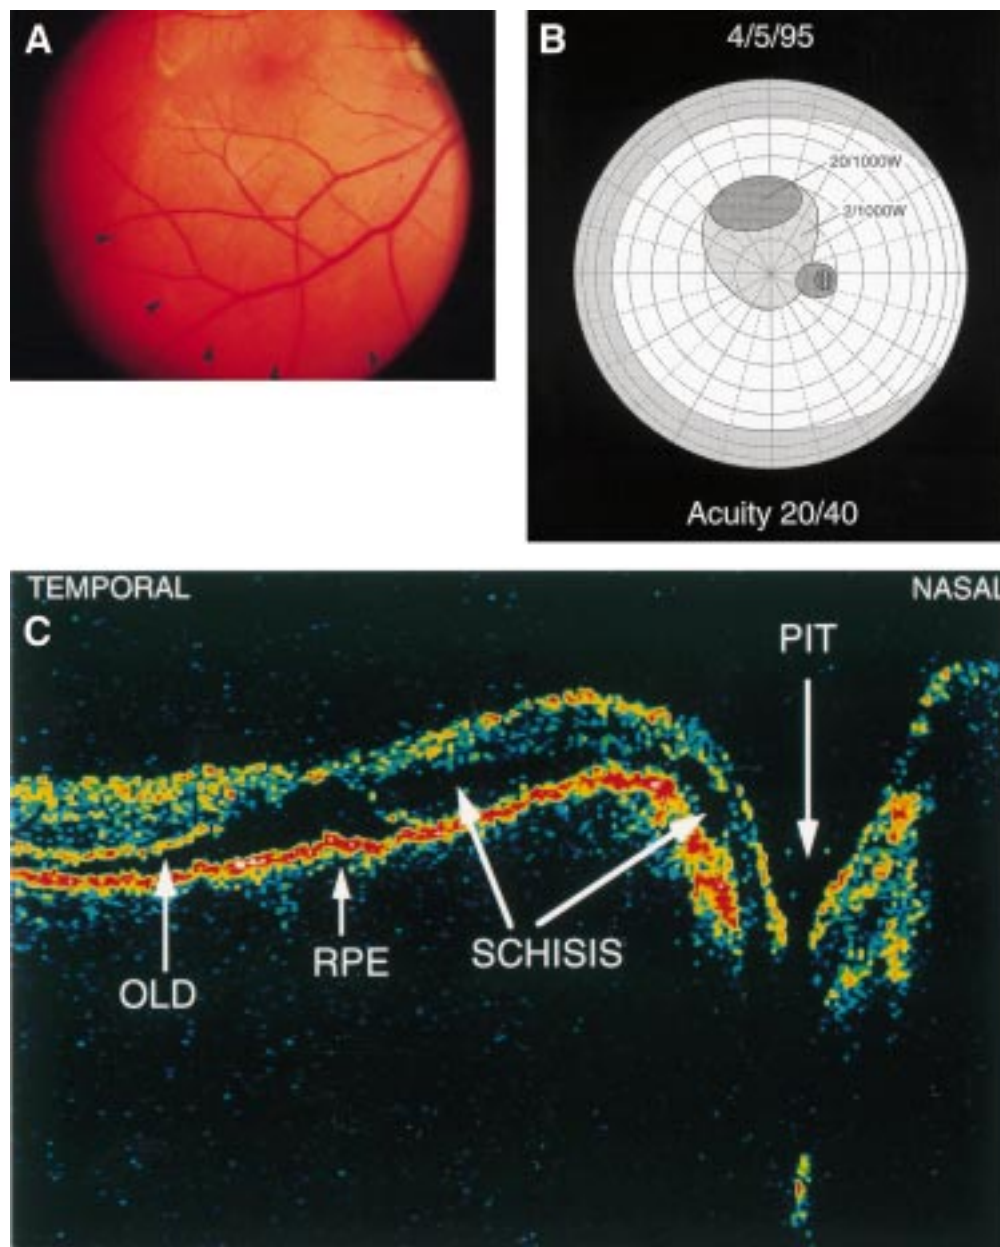 A
B
4/5/95
20/1000W
2/1000W
Acuity 20/40
TEMPORAL
NASAL
C
PIT
OLD
RPE
SCHISIS